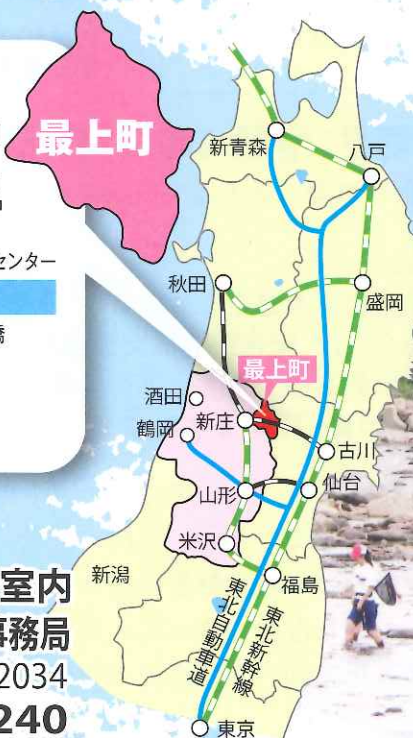 最上町
センター
新青森
八戸
秋田
盛岡
最上町
酒田
鶴岡
新庄
古川
山形
仙台
米沢
新潟
福島
東北自動車道
東北新幹線
東京
室内
事務局
2034
240